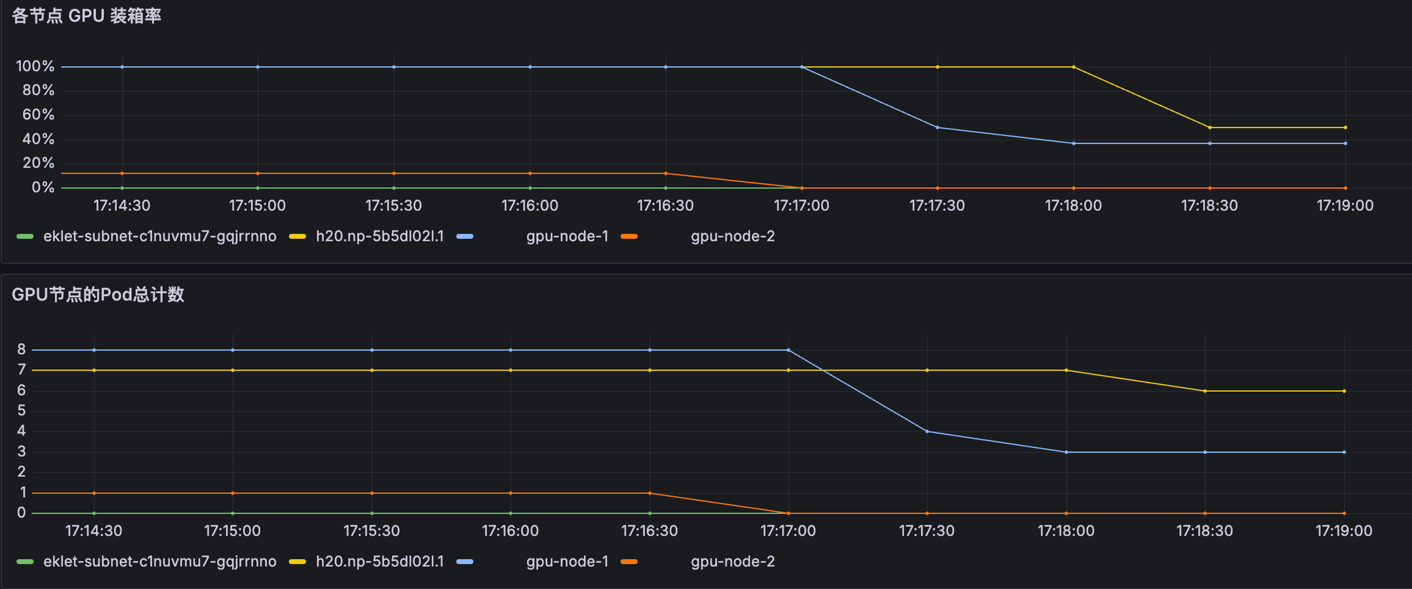 各节点 GPU 装箱率
100%
80%
60%
40%
20%
0%
17:14:30 17:15:00 17:15:30 17:16:00 17:16:30 17:17:00 17:17:30 17:18:00 17:18:30 17:19:00
eklet-subnet-c1nuvmu7-gqjrrnno h20.np-5b5dl02l.1 gpu-node-1 gpu-node-2
GPU节点的Pod总计数
8
7
6
5
4
3
2
1
0
17:14:30 17:15:00 17:15:30 17:16:00 17:16:30 17:17:00 17:17:30 17:18:00 17:18:30 17:19:00
eklet-subnet-c1nuvmu7-gqjrrnno h20.np-5b5dl02l.1 gpu-node-1 gpu-node-2